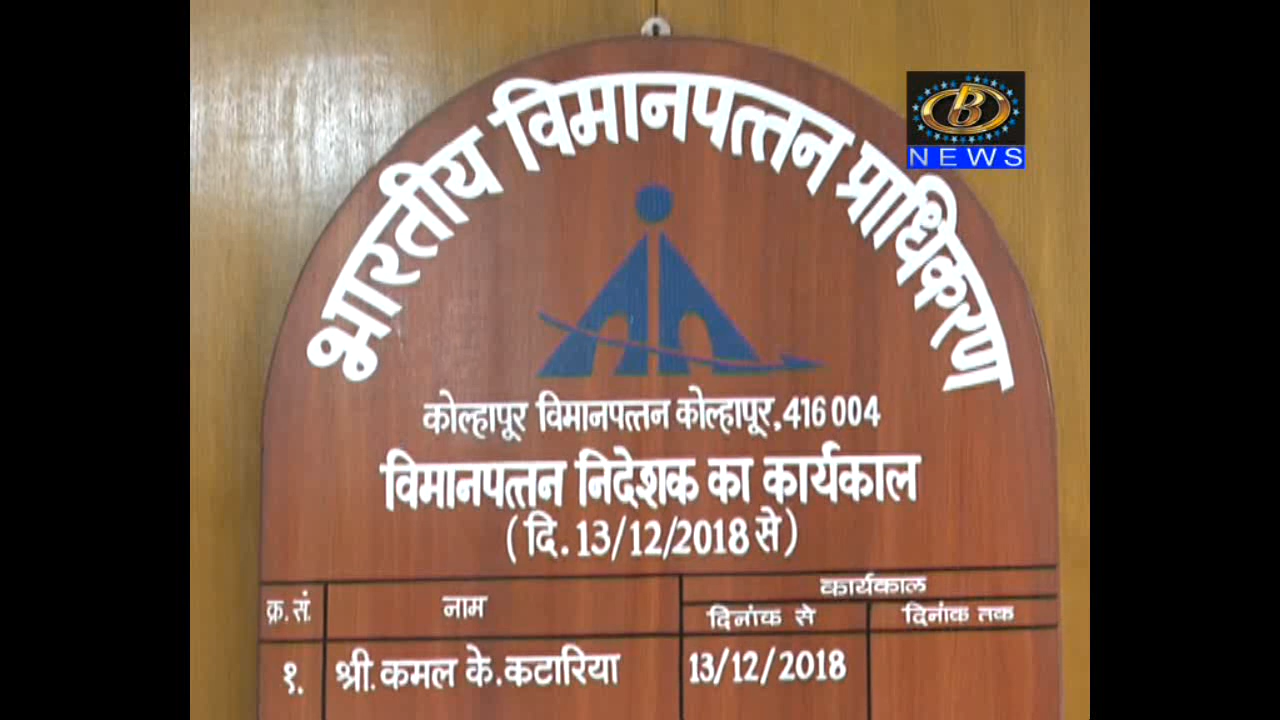 भारतीय विमानपत्तन प्राधिकरण
B
NEWS
कोल्हापूर विमानपत्तन कोल्हापूर,416 004
विमानपत्तन निदेशक का कार्यकाल
(दि. 13/12/2018 से)
क्र.सं. नाम कार्यकाल
दिनांक से दिनांक तक
१. श्री.कमल के.कटारिया 13/12/2018